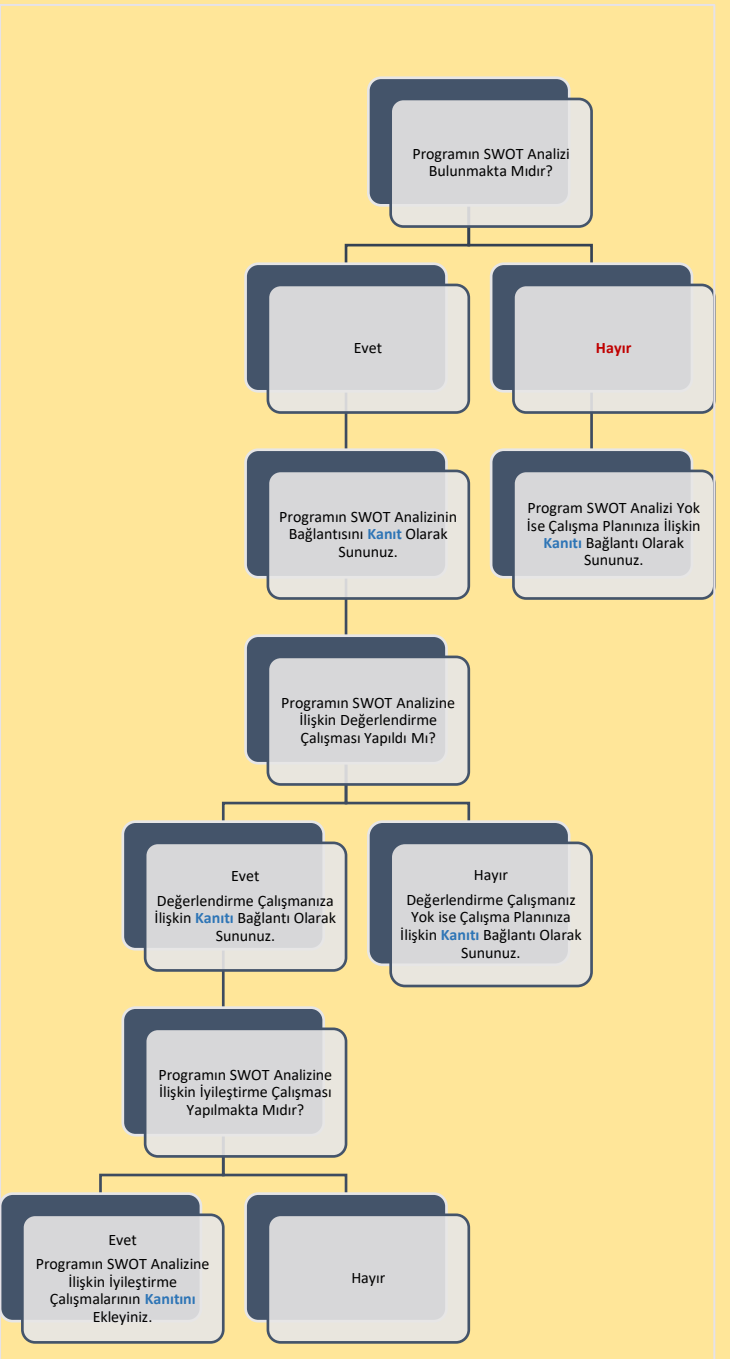 Programın SWOT Analizi
Bulunmakta Mıdır?
Evet
Hayır
Programın SWOT Analizinin
Bağlantısını Kanıt Olarak
Sununuz.
Program SWOT Analizi Yok
İse Çalışma Planınıza İlişkin
Kanıtı Bağlantı Olarak
Sununuz.
Programın SWOT Analizine
İlişkin Değerlendirme
Çalışması Yapıldı Mı?
Evet
Değerlendirme Çalışmanıza
İlişkin Kanıtı Bağlantı Olarak
Sununuz.
Hayır
Değerlendirme Çalışmanız
Yok ise Çalışma Planınıza
İlişkin Kanıtı Bağlantı Olarak
Sununuz.
Programın SWOT Analizine
İlişkin İyileştirme Çalışması
Yapılmakta Mıdır?
Evet
Programın SWOT Analizine
İlişkin İyileştirme
Çalışmalarının Kanıtını
Ekleyiniz.
Hayır